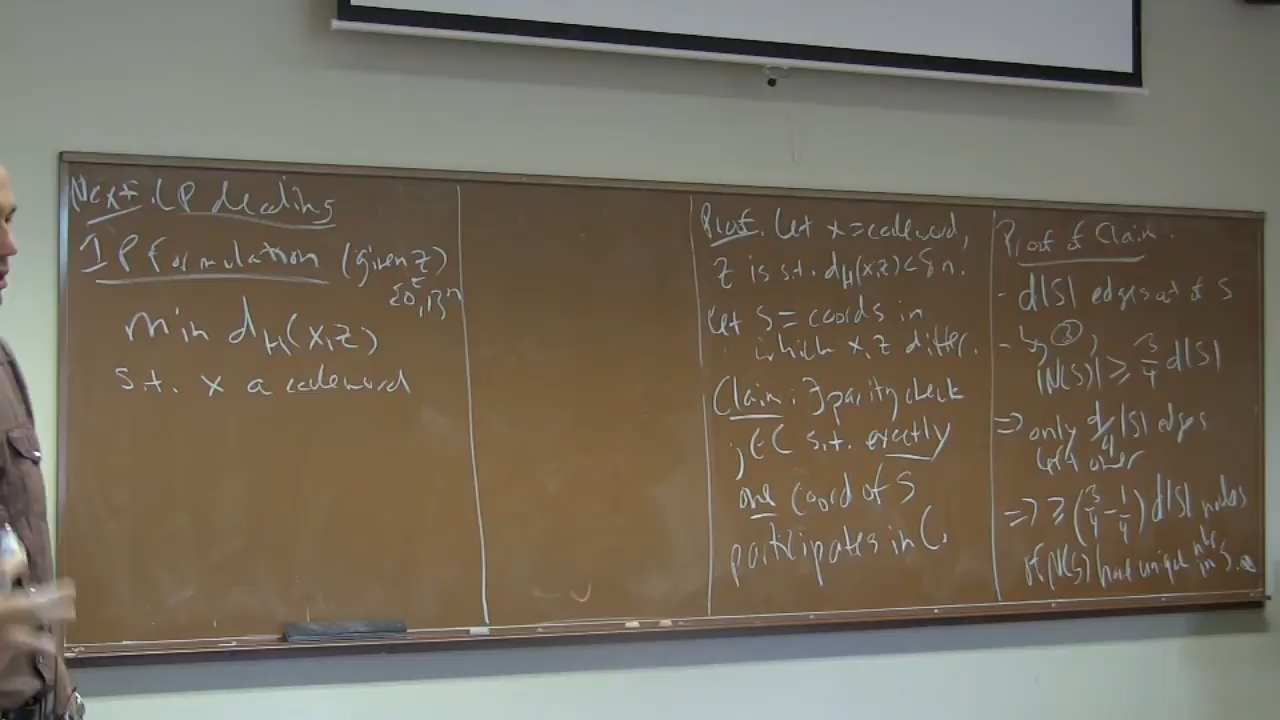 Next: LP decoding
IP formulation (given z)
∈
{0,1}^n
min d_H(x,z)
s.t. x a codeword
Proof: Let x = codeword,
z is s.t. d_H(x,z) < δn.
Let S = coords in
which x, z differ.
Claim: ∃ parity check
j ∈ C s.t. exactly
one coord of S
participates in C.
Proof of Claim:
- d|S| edges out of S
- by ③,
|N(S)| ≥ 3/4 d|S|
=> only d/4 |S| edges
left over
=> ≥ (3/4 - 1/4) d|S| nodes
of N(S) have unique nbr in S.